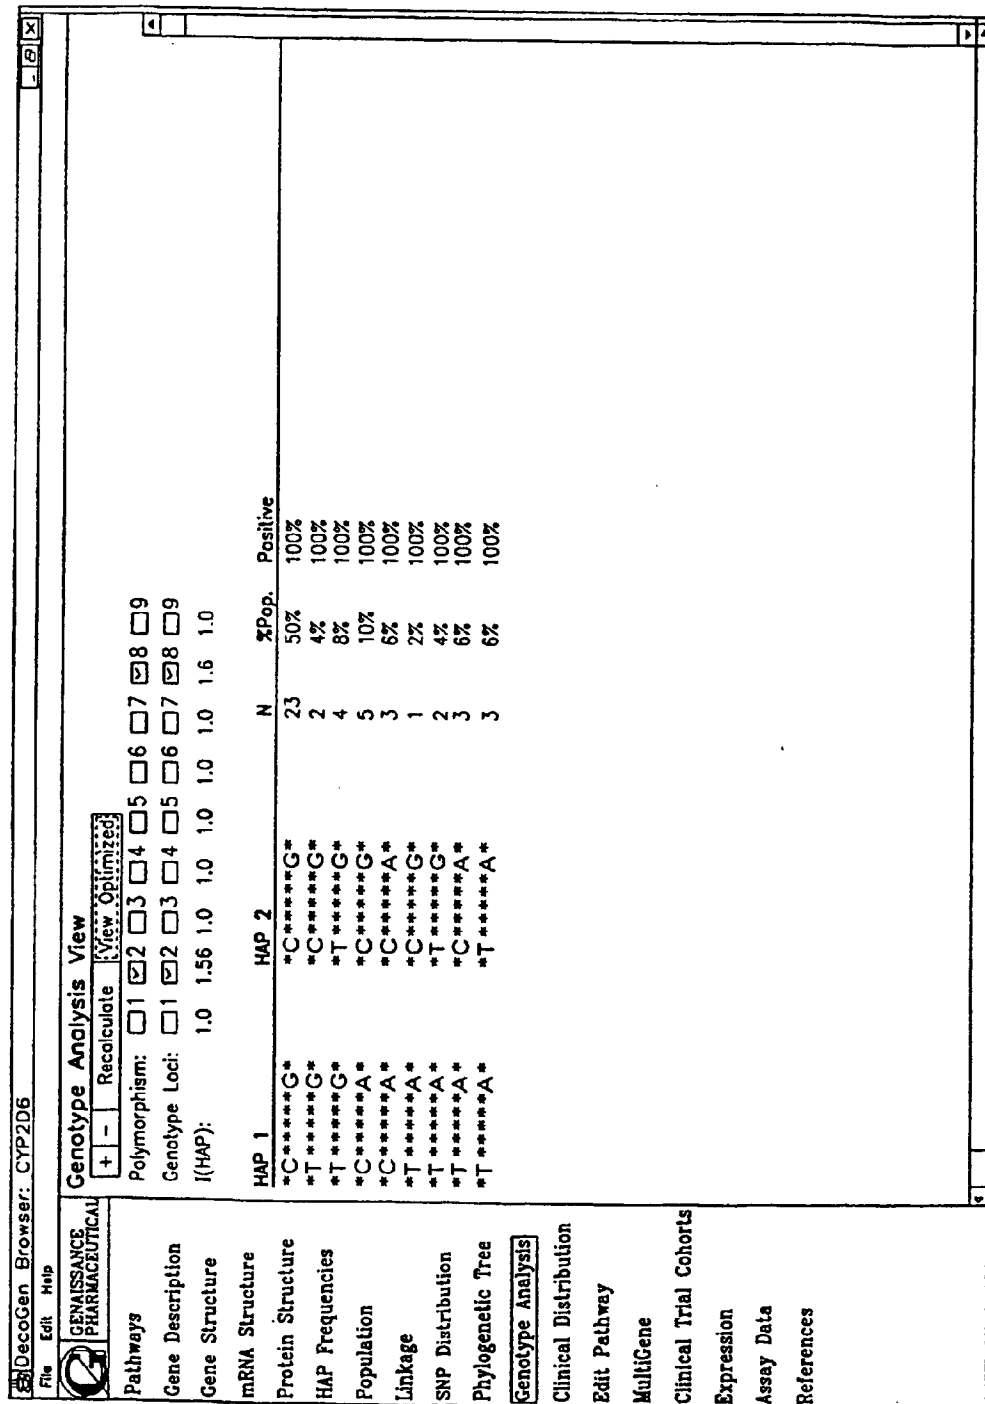 DecoGen Browser: CYP2D6
File Edit Help
GENAISSANCE
PHARMACEUTICAL
Pathways
Gene Description
Gene Structure
mRNA Structure
Protein Structure
HAP Frequencies
Population
Linkage
SNP Distribution
Phylogenetic Tree
Genotype Analysis
Clinical Distribution
Edit Pathway
MultiGene
Clinical Trial Cohorts
Expression
Assay Data
References
Genotype Analysis View
+ - Recalculate View Optimized
Polymorphism: 1 2 3 4 5 6 7 8 9
Genotype Loci: 1 2 3 4 5 6 7 8 9
I(HAP): 1.0 1.56 1.0 1.0 1.0 1.0 1.0 1.6 1.0
HAP 1 HAP 2 N %Pop. Positive
*C*****G* *C*****G* 23 50% 100%
*T*****G* *C*****G* 2 4% 100%
*T*****G* *T*****G* 4 8% 100%
*C*****A* *C*****G* 5 10% 100%
*C*****A* *C*****A* 3 6% 100%
*T*****A* *C*****G* 1 2% 100%
*T*****A* *T*****G* 2 4% 100%
*T*****A* *C*****A* 3 6% 100%
*T*****A* *T*****A* 3 6% 100%